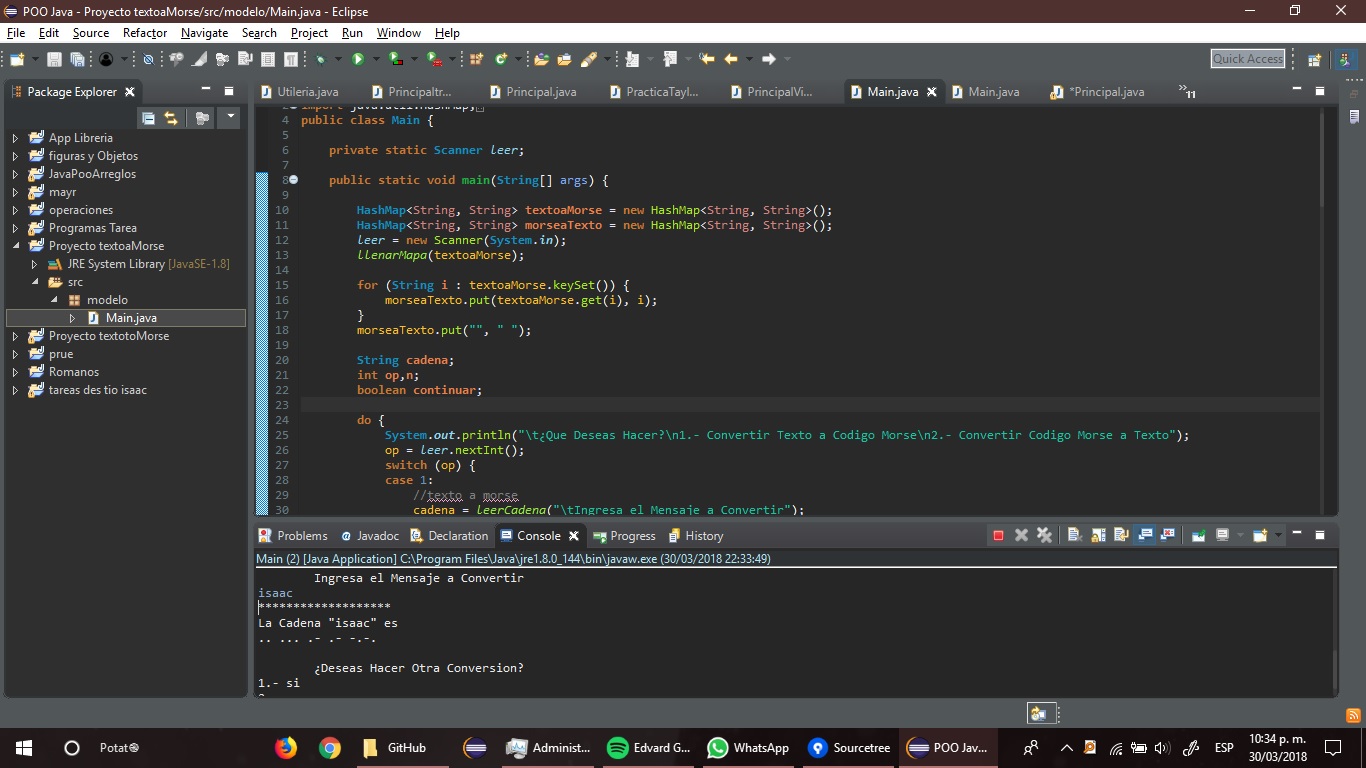 POO Java - Proyecto textoaMorse/src/modelo/Main.java - Eclipse
File Edit Source Refactor Navigate Search Project Run Window Help
Quick Access
Package Explorer
App Libreria
figuras y Objetos
JavaPooArreglos
mayr
operaciones
Programas Tarea
Proyecto textoaMorse
JRE System Library [JavaSE-1.8]
src
modelo
Main.java
Proyecto textotoMorse
prue
Romanos
tareas des tio isaac
Utileria.java Principaltr... Principal.java PracticaTayl... PrincipalVi... Main.java Main.java *Principal.java »11
import java.util.HashMap;
4 public class Main {
5
6 private static Scanner leer;
7
8 public static void main(String[] args) {
9
10 HashMap<String, String> textoaMorse = new HashMap<String, String>();
11 HashMap<String, String> morseaTexto = new HashMap<String, String>();
12 leer = new Scanner(System.in);
13 llenarMapa(textoaMorse);
14
15 for (String i : textoaMorse.keySet()) {
16 morseaTexto.put(textoaMorse.get(i), i);
17 }
18 morseaTexto.put("", " ");
19
20 String cadena;
21 int op,n;
22 boolean continuar;
23
24 do {
25 System.out.println("\t¿Que Deseas Hacer?\n1.- Convertir Texto a Codigo Morse\n2.- Convertir Codigo Morse a Texto");
26 op = leer.nextInt();
27 switch (op) {
28 case 1:
29 //texto a morse
30 cadena = leerCadena("\tIngresa el Mensaje a Convertir");
Problems Javadoc Declaration Console Progress History
Main (2) [Java Application] C:\Program Files\Java\jre1.8.0_144\bin\javaw.exe (30/03/2018 22:33:49)
Ingresa el Mensaje a Convertir
isaac
*******************
La Cadena "isaac" es
.. ... .- .- -.-.
¿Deseas Hacer Otra Conversion?
1.- si
Potat⊕ GitHub Administ... Edvard G... WhatsApp Sourcetree POO Jav... ESP 10:34 p. m.
30/03/2018